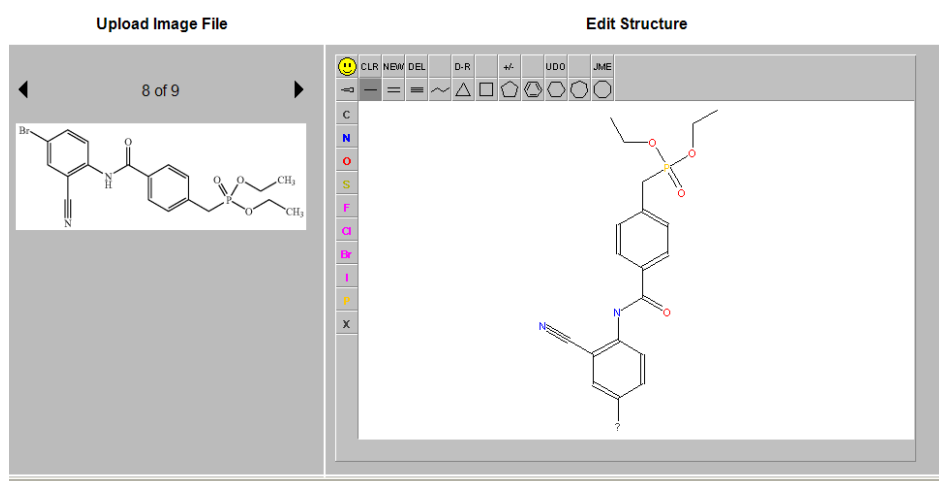 Upload Image File
Edit Structure
CLR NEW DEL D-R +/- UDO JME
8 of 9
C
N
O
S
F
Cl
Br
I
P
X
Br
O
N
H
N
O
O
P
O
CH3
CH3
O
O
P
O
N
O
N
?